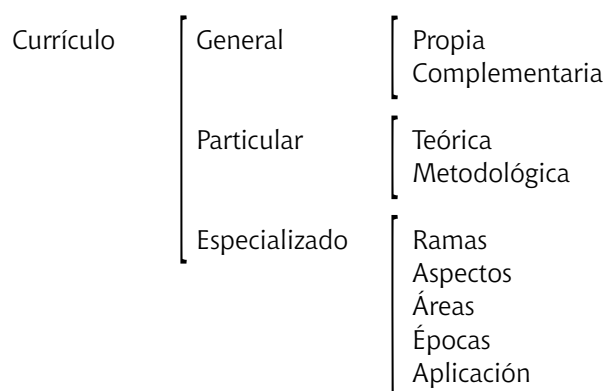 Currículo General Propia
Complementaria
Particular Teórica
Metodológica
Especializado Ramas
Aspectos
Áreas
Épocas
Aplicación